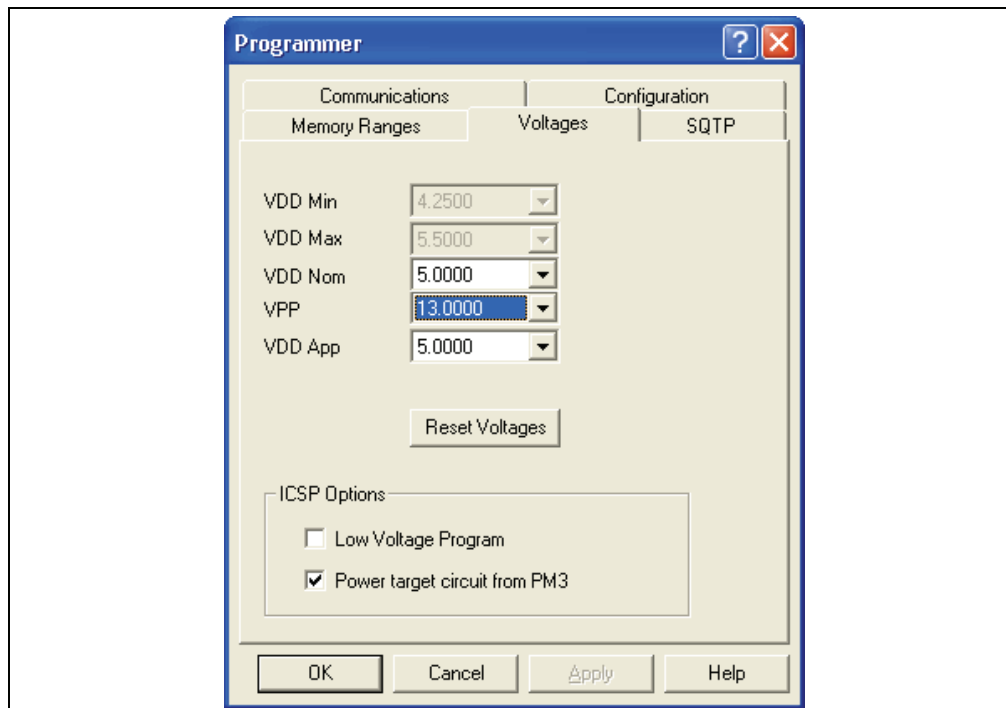 Programmer
Communications Configuration
Memory Ranges Voltages SQTP
VDD Min 4.2500
VDD Max 5.5000
VDD Nom 5.0000
VPP 13.0000
VDD App 5.0000
Reset Voltages
ICSP Options
Low Voltage Program
Power target circuit from PM3
OK Cancel Apply Help